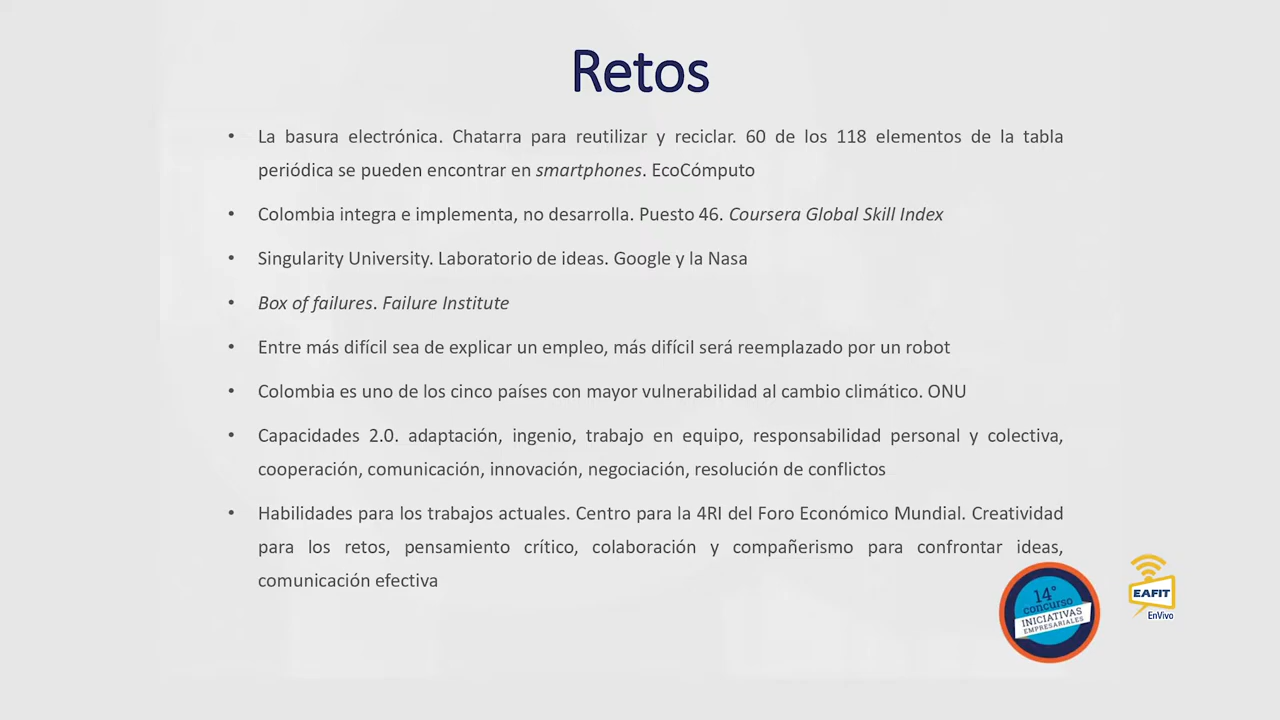 Retos
• La basura electrónica. Chatarra para reutilizar y reciclar. 60 de los 118 elementos de la tabla
periódica se pueden encontrar en smartphones. EcoCómputo
• Colombia integra e implementa, no desarrolla. Puesto 46. Coursera Global Skill Index
• Singularity University. Laboratorio de ideas. Google y la Nasa
• Box of failures. Failure Institute
• Entre más difícil sea de explicar un empleo, más difícil será reemplazado por un robot
• Colombia es uno de los cinco países con mayor vulnerabilidad al cambio climático. ONU
• Capacidades 2.0. adaptación, ingenio, trabajo en equipo, responsabilidad personal y colectiva,
cooperación, comunicación, innovación, negociación, resolución de conflictos
• Habilidades para los trabajos actuales. Centro para la 4RI del Foro Económico Mundial. Creatividad
para los retos, pensamiento crítico, colaboración y compañerismo para confrontar ideas,
comunicación efectiva
14°
concurso
INICIATIVAS
EMPRESARIALES
EAFIT
EnVivo